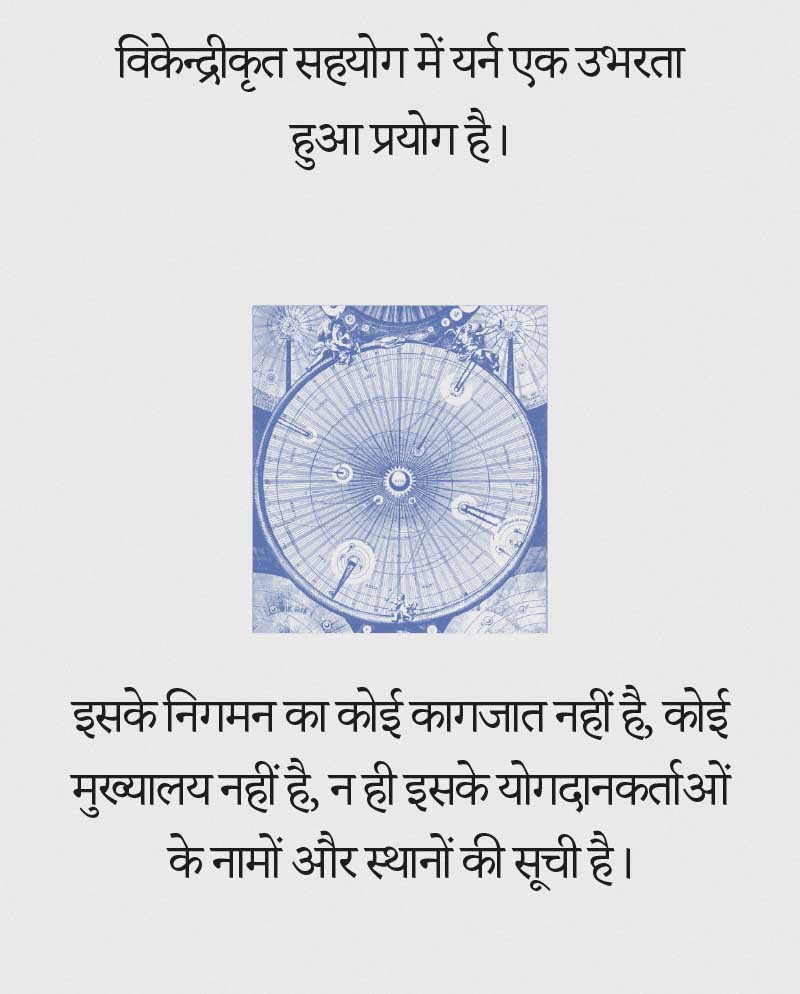 विकेन्द्रीकृत सहयोग में यर्न एक उभरता
हुआ प्रयोग है।
इसके निगमन का कोई कागजात नहीं है, कोई
मुख्यालय नहीं है, न ही इसके योगदानकर्ताओं
के नामों और स्थानों की सूची है।